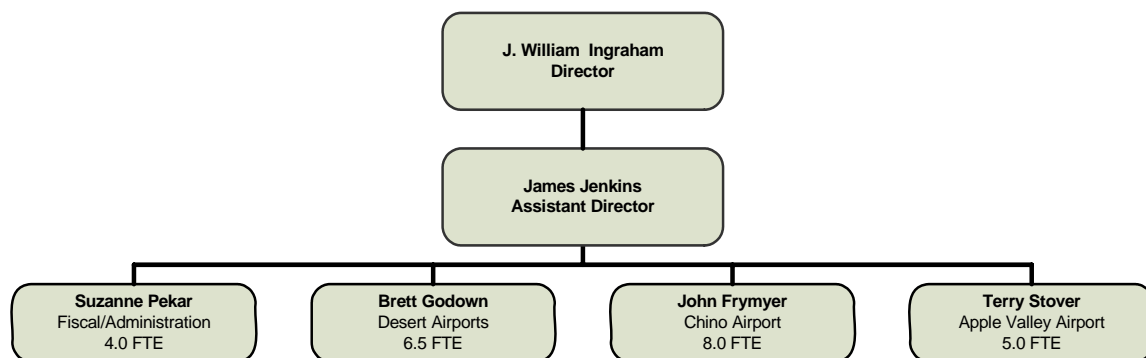 J. William Ingraham
Director
James Jenkins
Assistant Director
Suzanne Pekar
Fiscal/Administration
4.0 FTE
Brett Godown
Desert Airports
6.5 FTE
John Frymyer
Chino Airport
8.0 FTE
Terry Stover
Apple Valley Airport
5.0 FTE